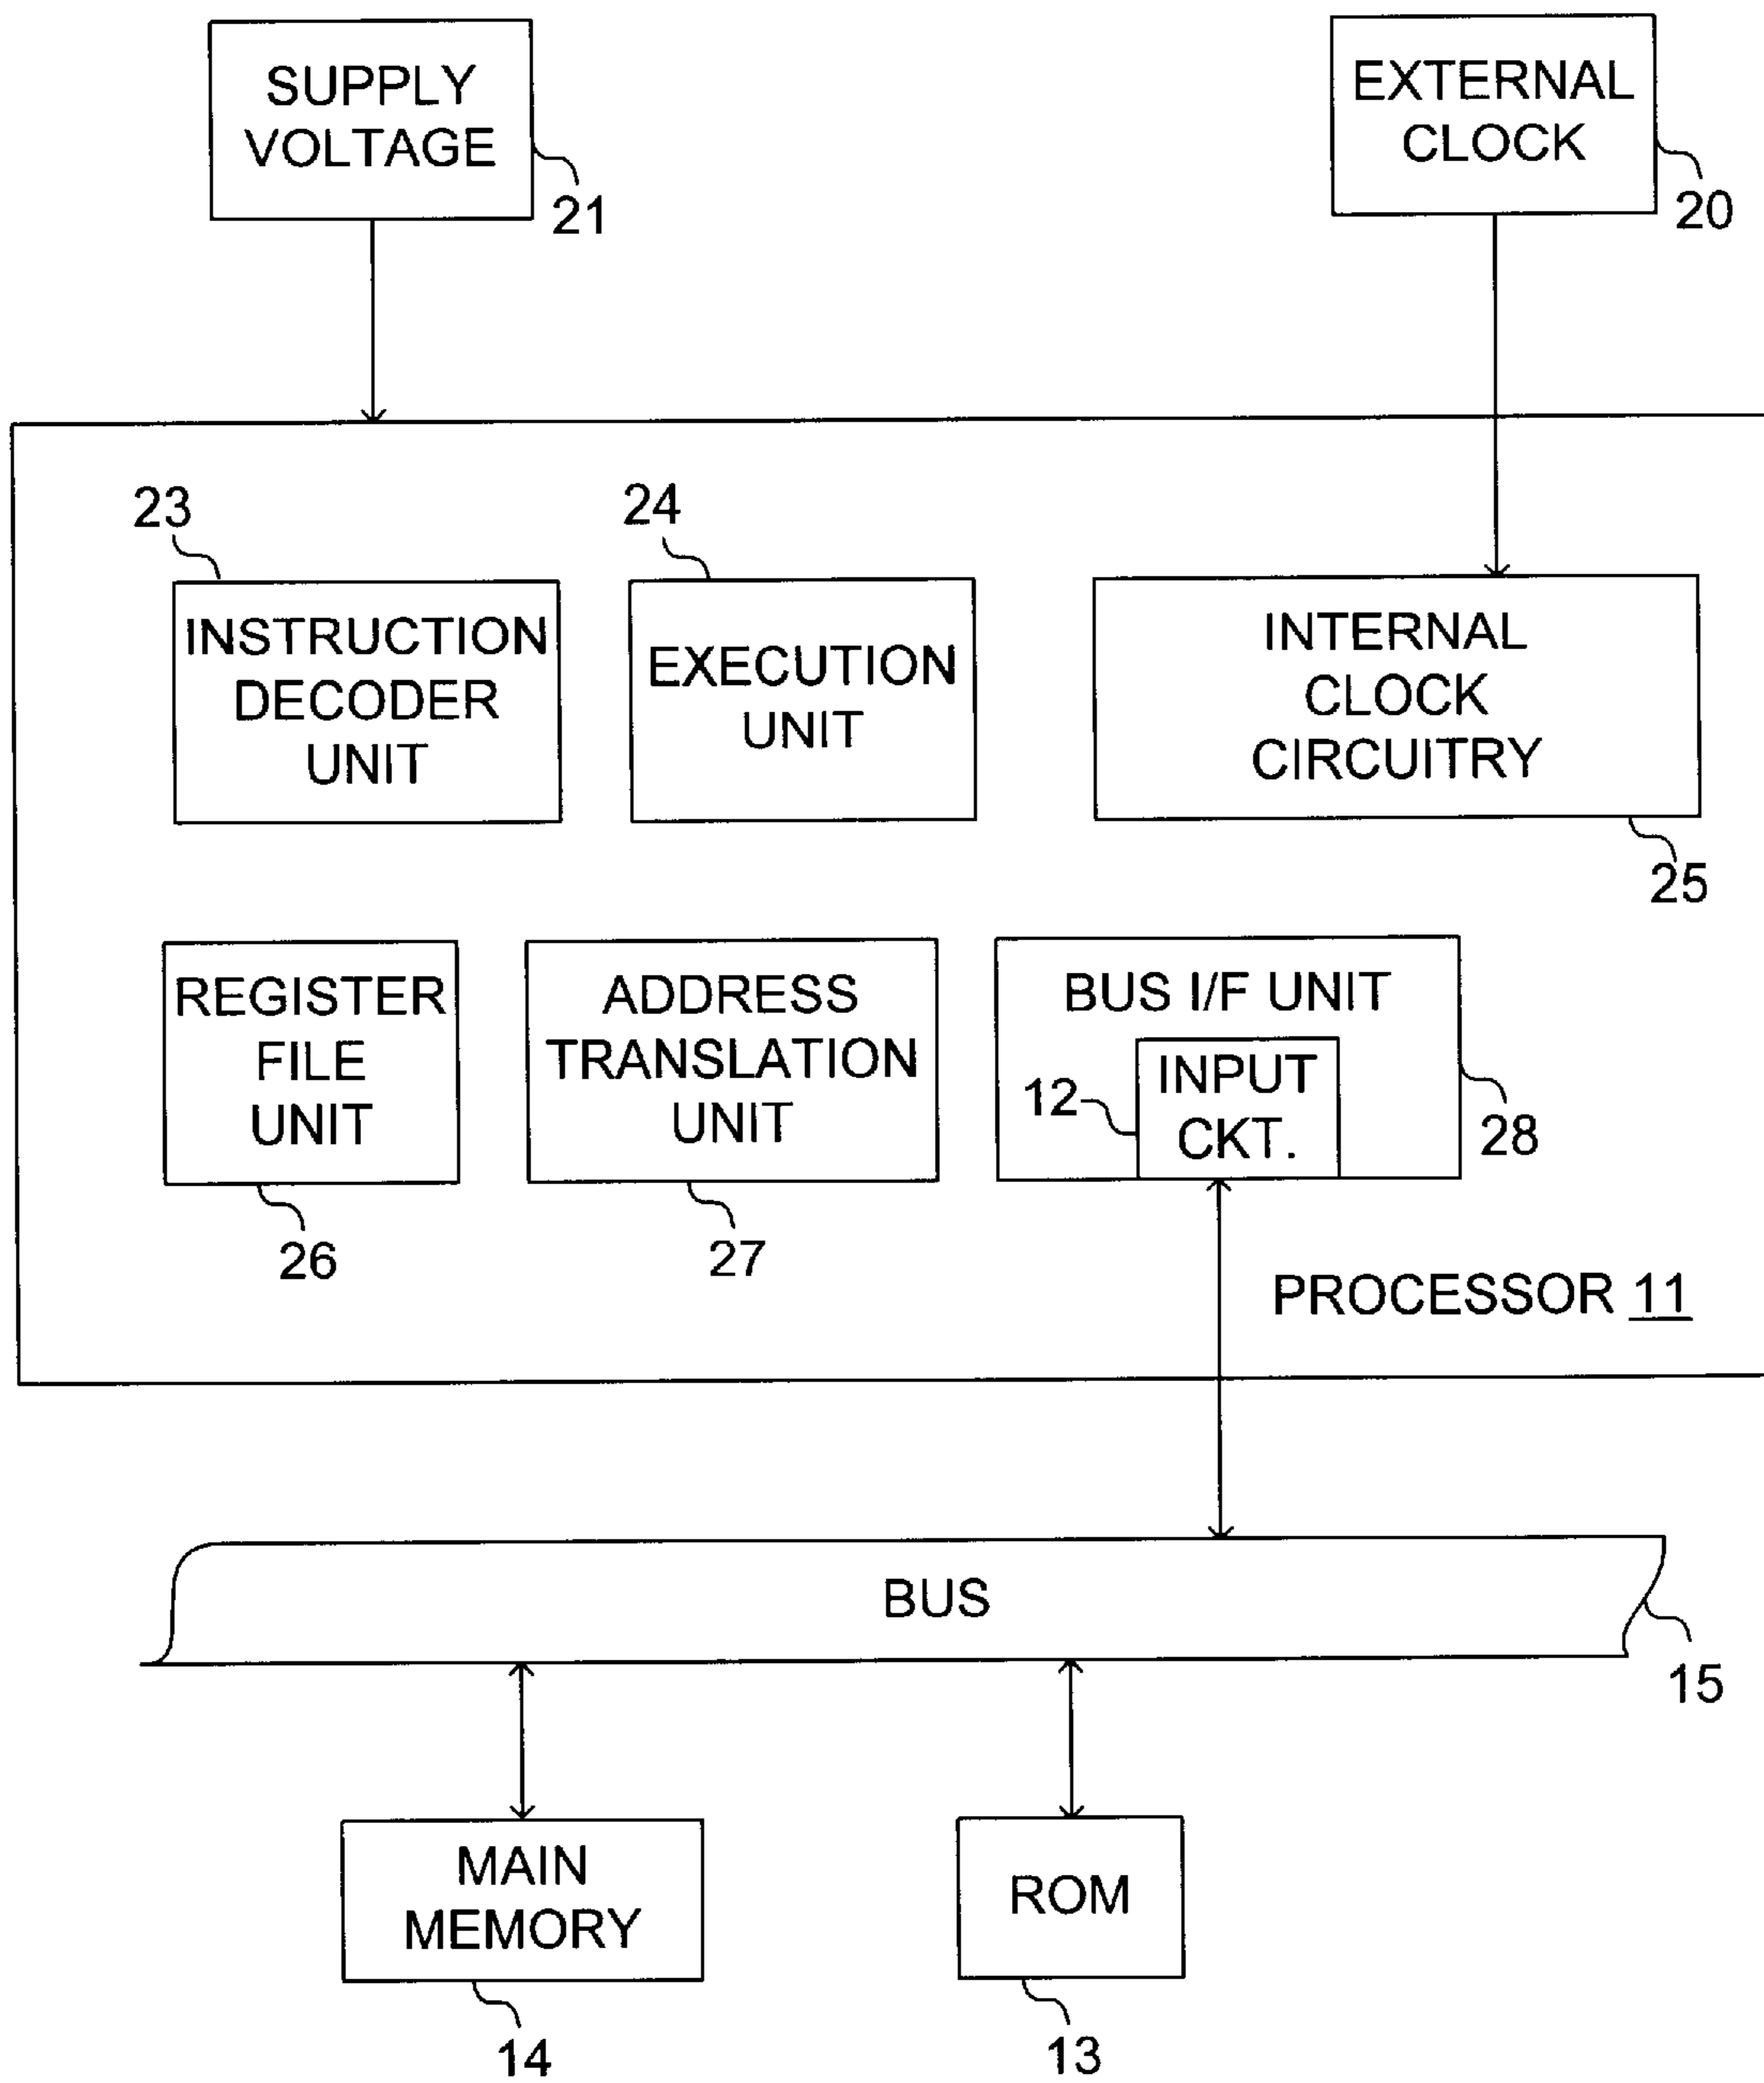 SUPPLY
VOLTAGE
21
EXTERNAL
CLOCK
20
23
INSTRUCTION
DECODER
UNIT
24
EXECUTION
UNIT
INTERNAL
CLOCK
CIRCUITRY
25
REGISTER
FILE
UNIT
26
ADDRESS
TRANSLATION
UNIT
27
BUS I/F UNIT
12
INPUT
CKT.
28
PROCESSOR 11
BUS
15
MAIN
MEMORY
14
ROM
13